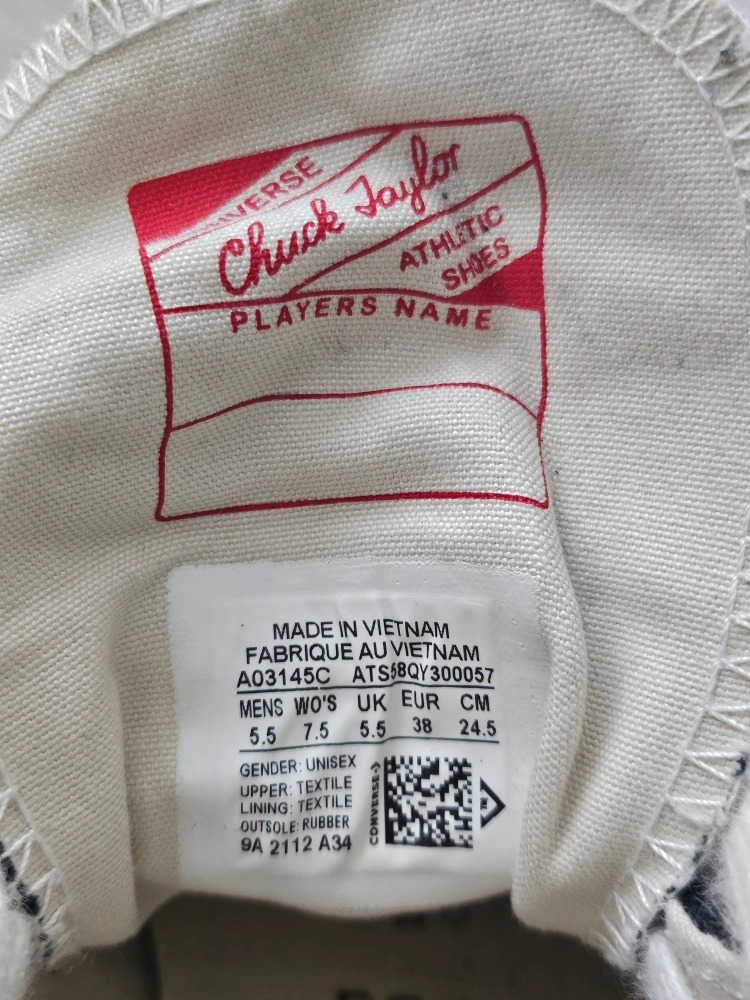 Chuck Taylor
ATHLETIC
SHOES
PLAYERS NAME
MADE IN VIETNAM
FABRIQUE AU VIETNAM
A03145C ATS58QY300057
MENS WO'S UK EUR CM
5.5 7.5 5.5 38 24.5
GENDER: UNISEX
UPPER: TEXTILE
LINING: TEXTILE
OUTSOLE: RUBBER
9A 2112 A34
CONVERSE
TM